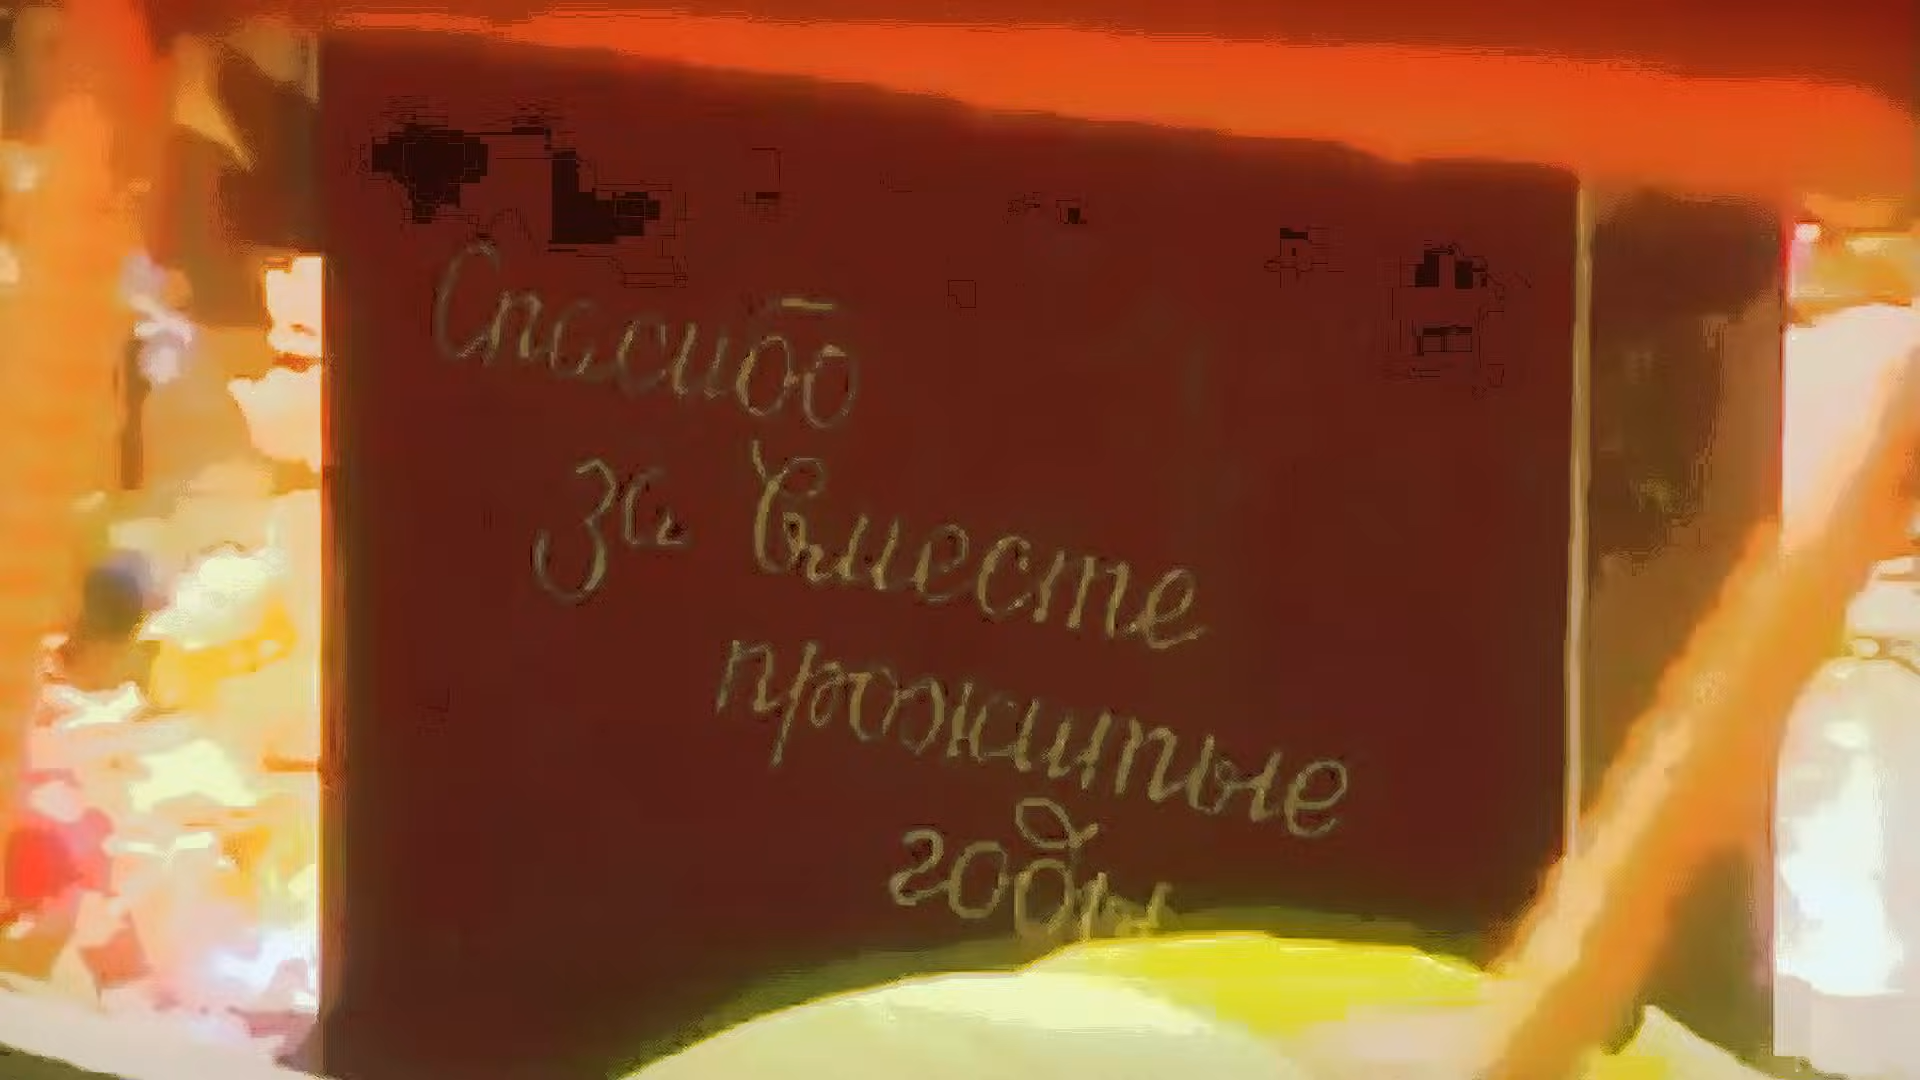 Спасибо
за вместе
прожитые
годы